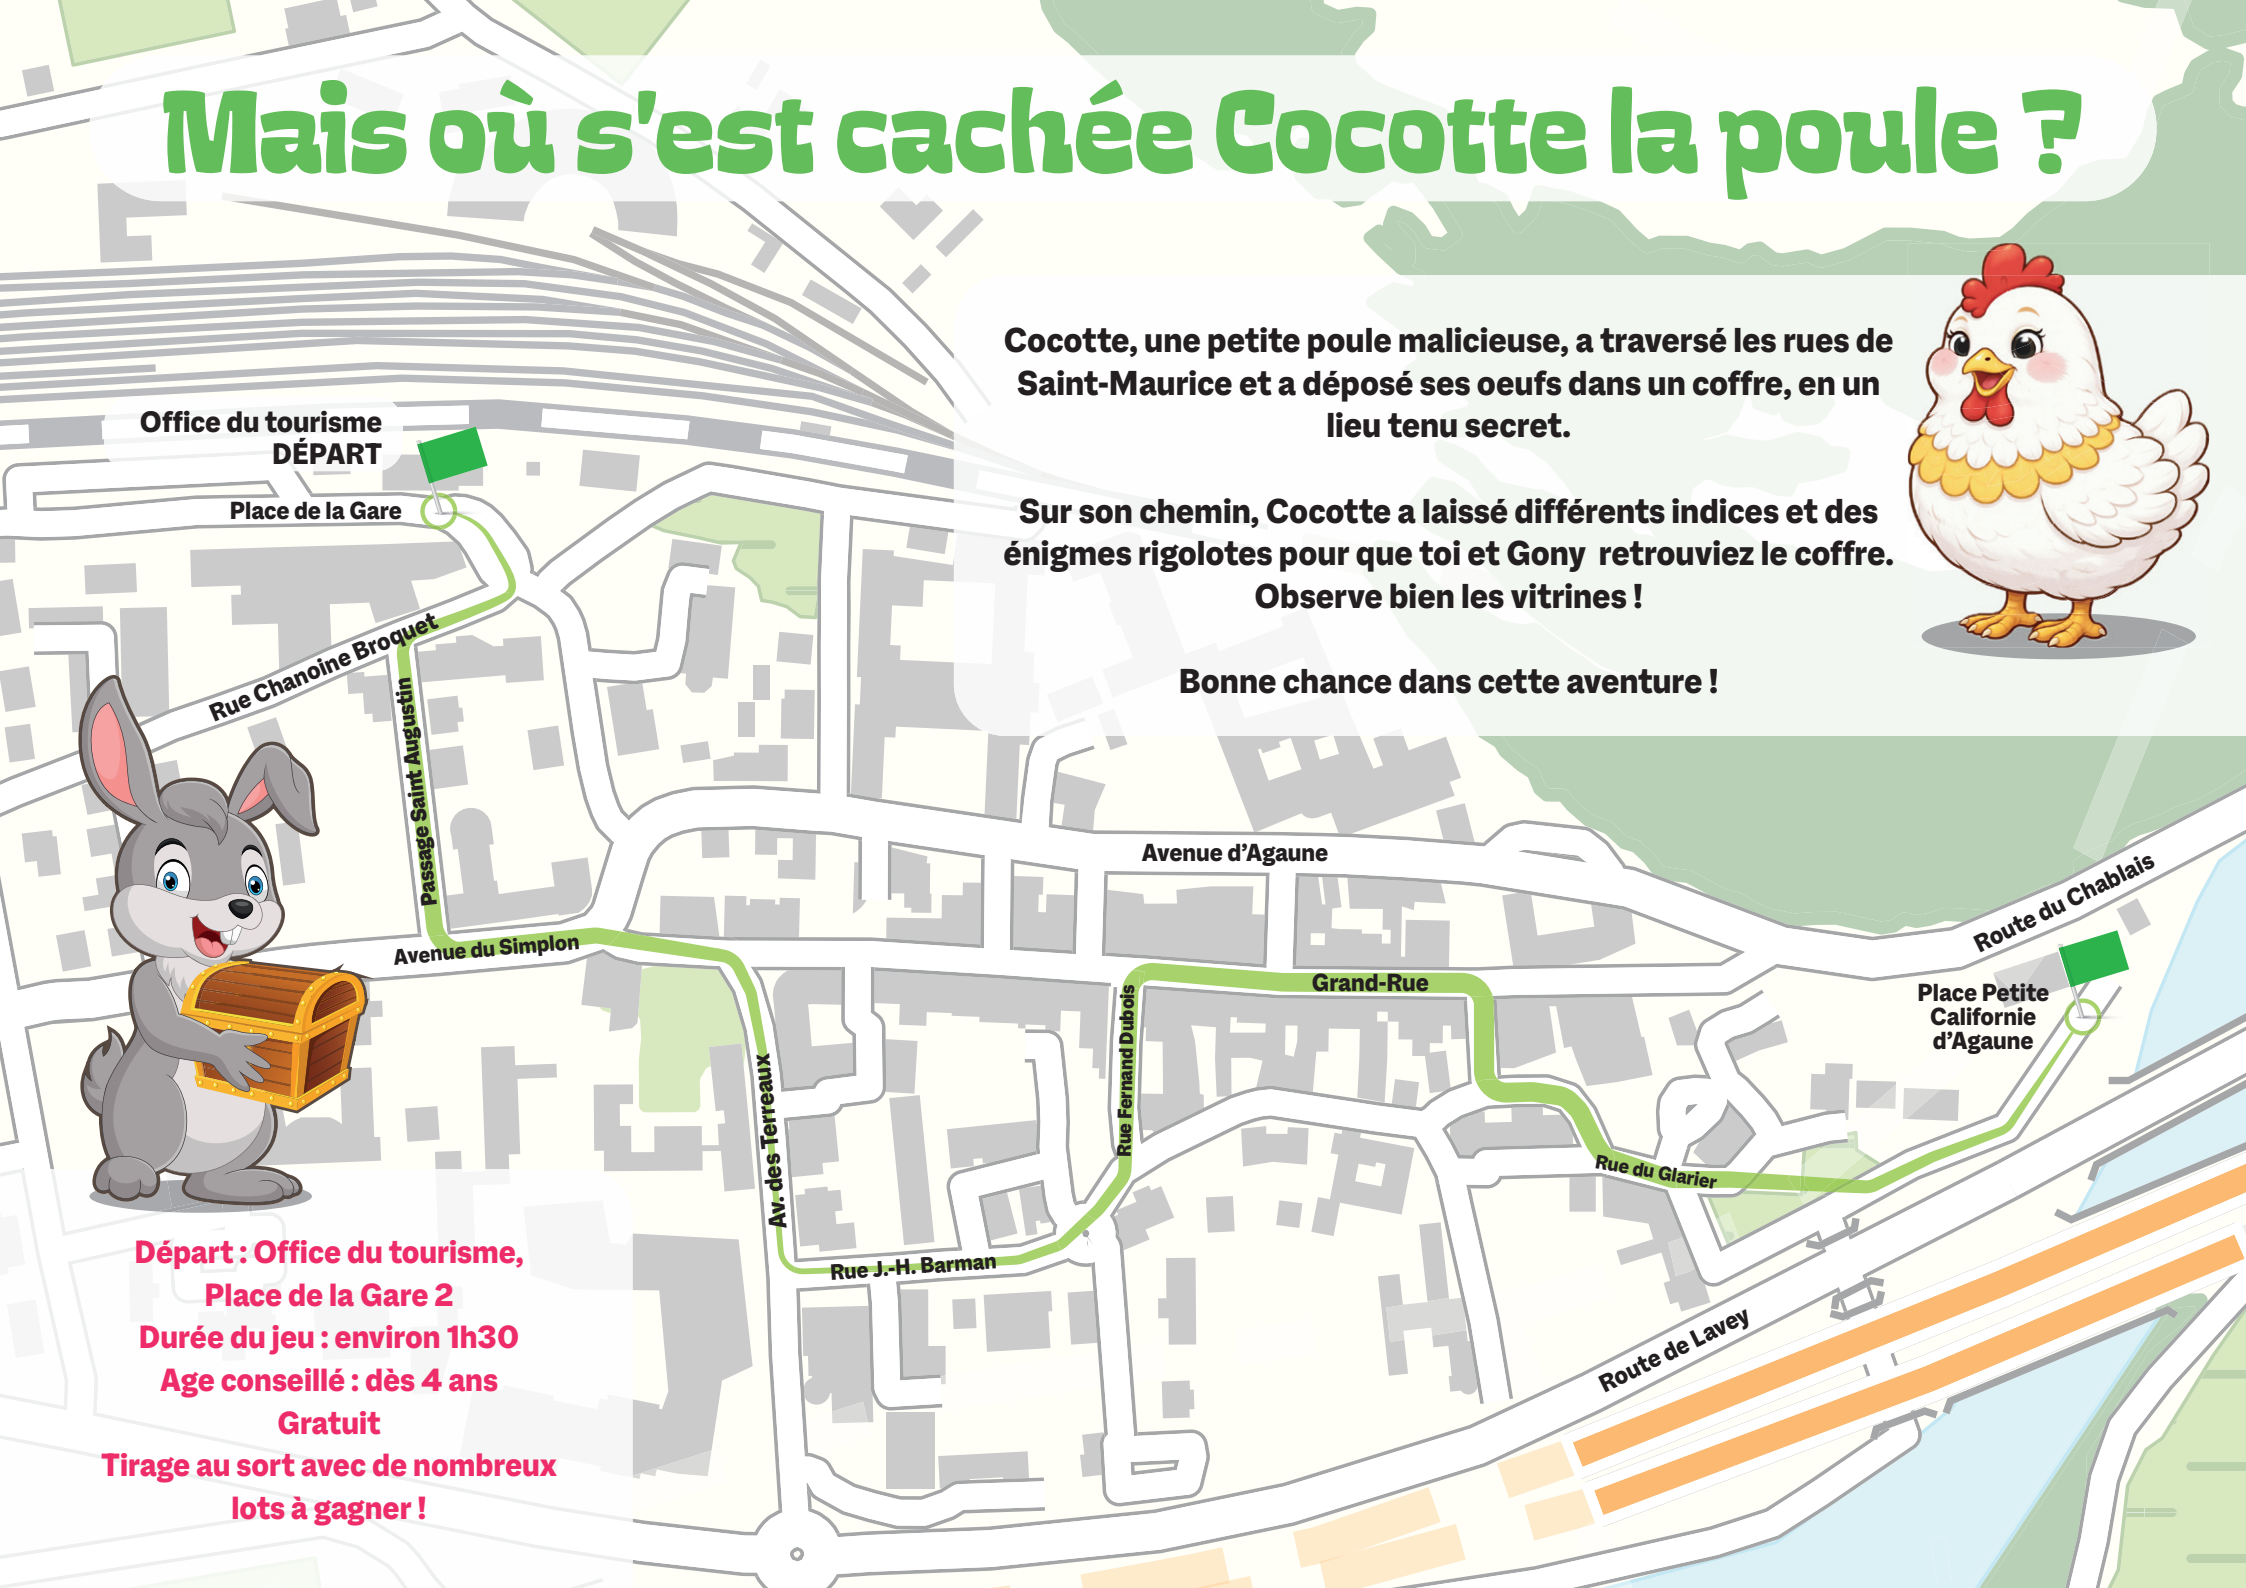 Mais où s'est cachée Cocotte la poule ?
Cocotte, une petite poule malicieuse, a traversé les rues de
Saint-Maurice et a déposé ses oeufs dans un coffre, en un
lieu tenu secret.
Sur son chemin, Cocotte a laissé différents indices et des
énigmes rigolotes pour que toi et Gony retrouviez le coffre.
Observe bien les vitrines !
Bonne chance dans cette aventure !
Office du tourisme
DÉPART
Place de la Gare
Rue Chanoine Broquet
Passage Saint Augustin
Avenue du Simplon
Avenue d'Agaune
Route du Chablais
Grand-Rue
Place Petite
Californie
d'Agaune
Rue Fernand Dubois
Av. des Terreaux
Rue du Glarier
Rue J.-H. Barman
Route de Lavey
Départ : Office du tourisme,
Place de la Gare 2
Durée du jeu : environ 1h30
Age conseillé : dès 4 ans
Gratuit
Tirage au sort avec de nombreux
lots à gagner !